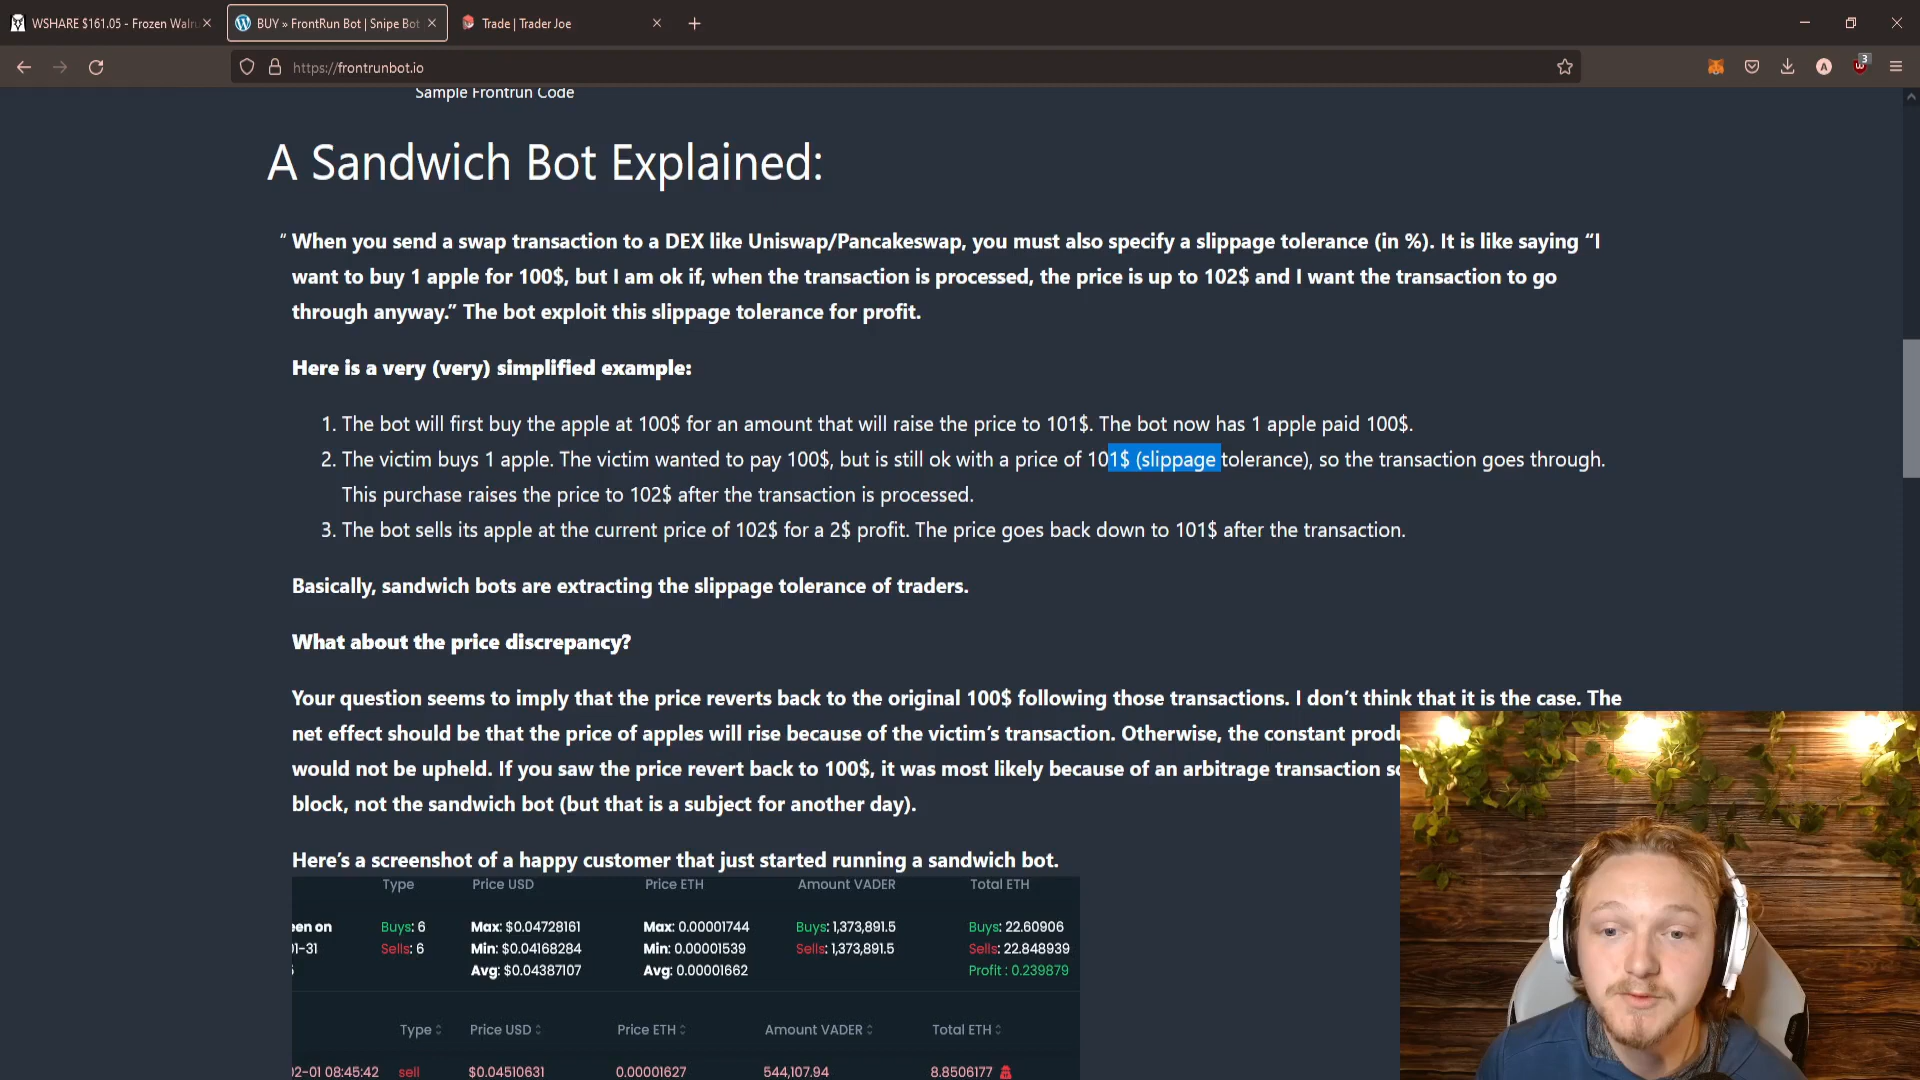 WSHARE $161.05 - Frozen Walru
BUY » FrontRun Bot | Snipe Bot
Trade | Trader Joe
https://frontrunbot.io
3
Sample Frontrun Code
A Sandwich Bot Explained:
“ When you send a swap transaction to a DEX like Uniswap/Pancakeswap, you must also specify a slippage tolerance (in %). It is like saying “I
want to buy 1 apple for 100$, but I am ok if, when the transaction is processed, the price is up to 102$ and I want the transaction to go
through anyway.” The bot exploit this slippage tolerance for profit.
Here is a very (very) simplified example:
1. The bot will first buy the apple at 100$ for an amount that will raise the price to 101$. The bot now has 1 apple paid 100$.
2. The victim buys 1 apple. The victim wanted to pay 100$, but is still ok with a price of 101$ (slippage tolerance), so the transaction goes through.
This purchase raises the price to 102$ after the transaction is processed.
3. The bot sells its apple at the current price of 102$ for a 2$ profit. The price goes back down to 101$ after the transaction.
Basically, sandwich bots are extracting the slippage tolerance of traders.
What about the price discrepancy?
Your question seems to imply that the price reverts back to the original 100$ following those transactions. I don’t think that it is the case. The
net effect should be that the price of apples will rise because of the victim’s transaction. Otherwise, the constant produ
would not be upheld. If you saw the price revert back to 100$, it was most likely because of an arbitrage transaction so
block, not the sandwich bot (but that is a subject for another day).
Here’s a screenshot of a happy customer that just started running a sandwich bot.
Type Price USD Price ETH Amount VADER Total ETH
een on Buys: 6 Max: $0.04728161 Max: 0.00001744 Buys: 1,373,891.5 Buys: 22.60906
01-31 Sells: 6 Min: $0.04168284 Min: 0.00001539 Sells: 1,373,891.5 Sells: 22.848939
Avg: $0.04387107 Avg: 0.00001662 Profit : 0.239879
Type Price USD Price ETH Amount VADER Total ETH
02-01 08:45:42 sell $0.04510631 0.00001627 544,107.94 8.8506177